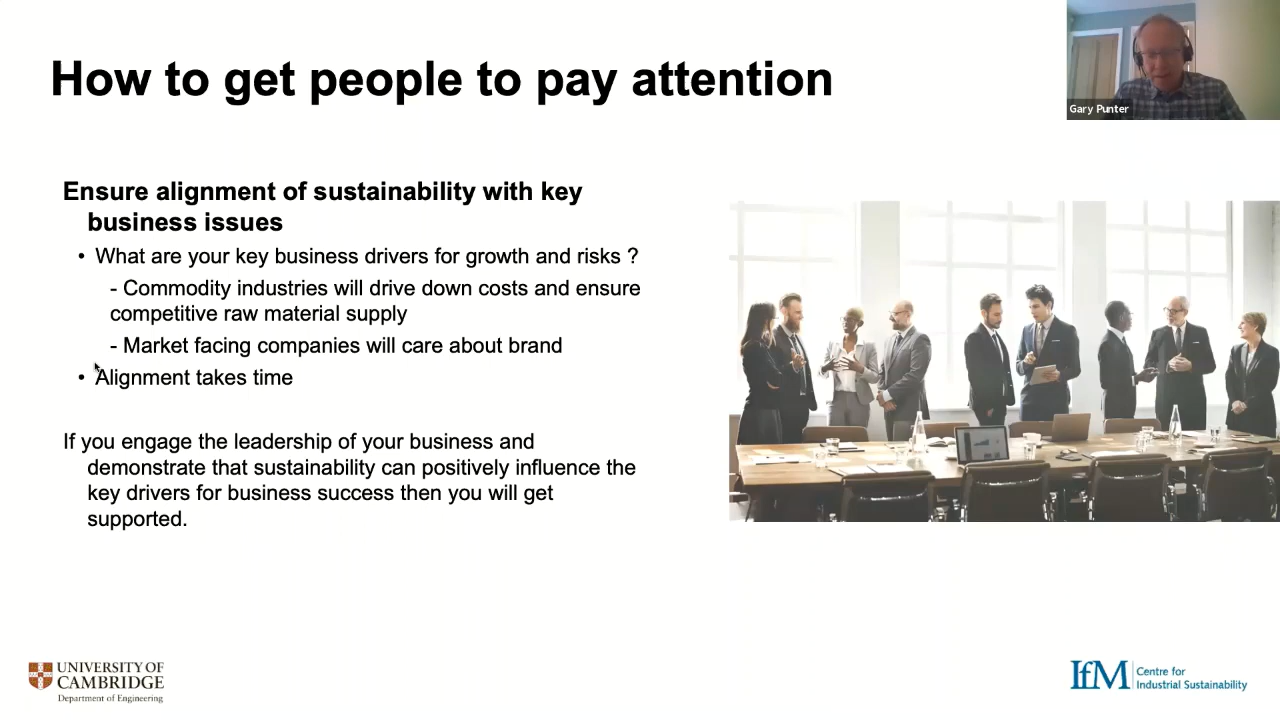 How to get people to pay attention
Gary Punter
Ensure alignment of sustainability with key
business issues
• What are your key business drivers for growth and risks ?
- Commodity industries will drive down costs and ensure
competitive raw material supply
- Market facing companies will care about brand
• Alignment takes time
If you engage the leadership of your business and
demonstrate that sustainability can positively influence the
key drivers for business success then you will get
supported.
UNIVERSITY OF
CAMBRIDGE
Department of Engineering
IfM
Centre for
Industrial Sustainability